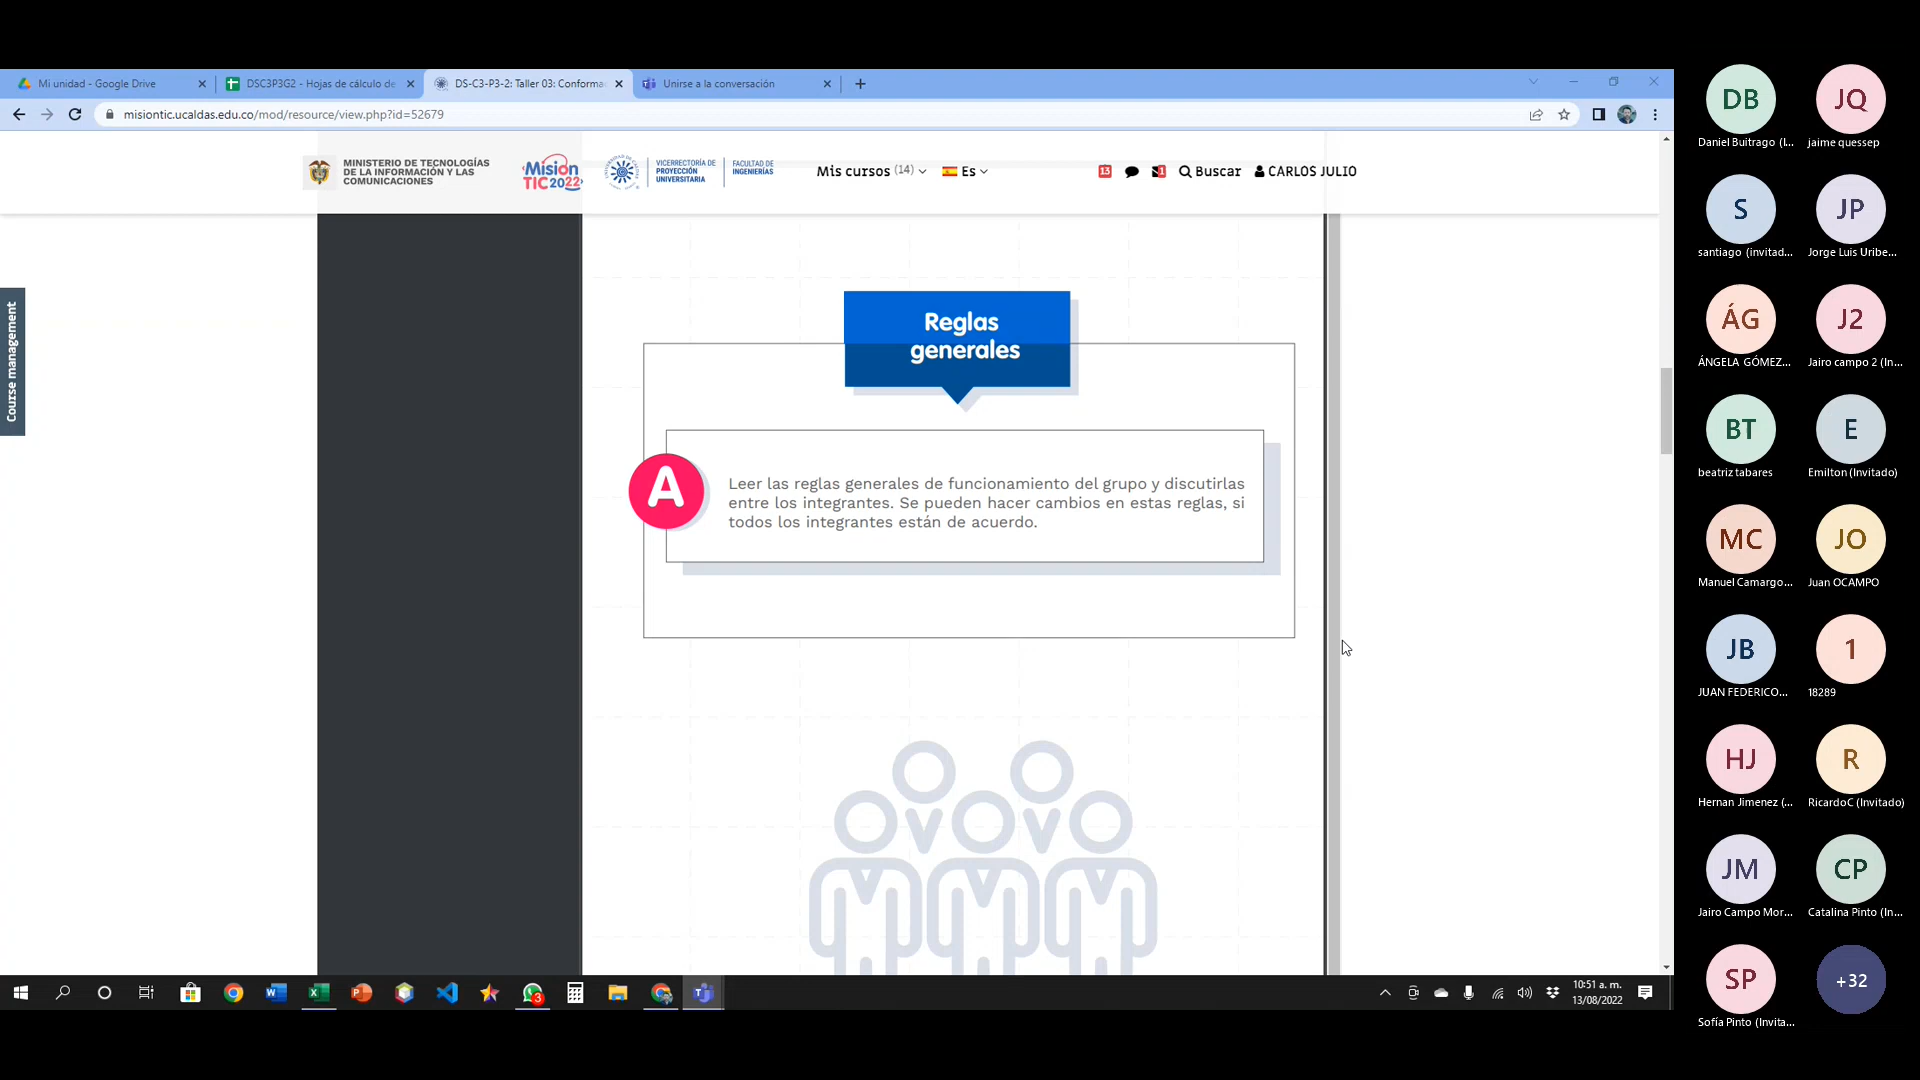 Mi unidad - Google Drive
DSC3P3G2 - Hojas de cálculo de
DS-C3-P3-2: Taller 03: Conforma
Unirse a la conversación
misiontic.ucaldas.edu.co/mod/resource/view.php?id=52679
MINISTERIO DE TECNOLOGÍAS
DE LA INFORMACIÓN Y LAS
COMUNICACIONES
Misión
TIC2022
VICERRECTORÍA DE
PROYECCIÓN
UNIVERSITARIA
FACULTAD DE
INGENIERÍAS
Mis cursos (14)
Es
13
1
Buscar
CARLOS JULIO
Course management
Reglas
generales
A
Leer las reglas generales de funcionamiento del grupo y discutirlas
entre los integrantes. Se pueden hacer cambios en estas reglas, si
todos los integrantes están de acuerdo.
3
10:51 a. m.
13/08/2022
DB
Daniel Buitrago (I...
JQ
jaime quessep
S
santiago (invitad...
JP
Jorge Luis Uribe...
ÁG
ÁNGELA GÓMEZ...
J2
Jairo campo 2 (In...
BT
beatriz tabares
E
Emilton (Invitado)
MC
Manuel Camargo...
JO
Juan OCAMPO
JB
JUAN FEDERICO...
1
18289
HJ
Hernan Jimenez (...
R
RicardoC (Invitado)
JM
Jairo Campo Mor...
CP
Catalina Pinto (In...
SP
Sofía Pinto (Invita...
+32